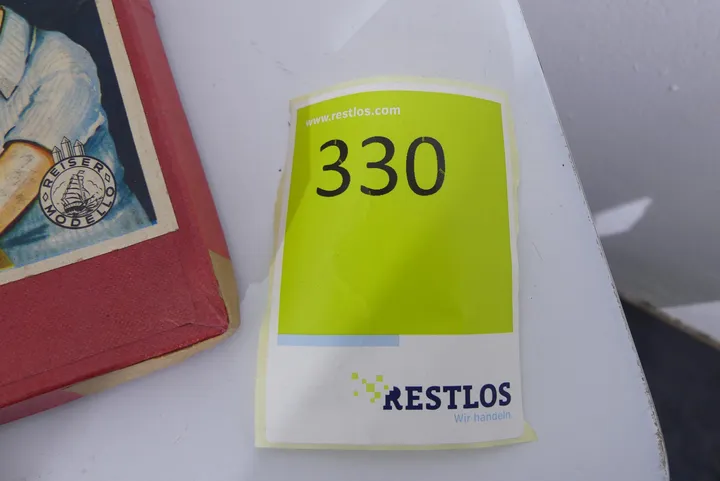 REISER
MODELLO
www.restlos.com
330
RESTLOS
Wir handeln